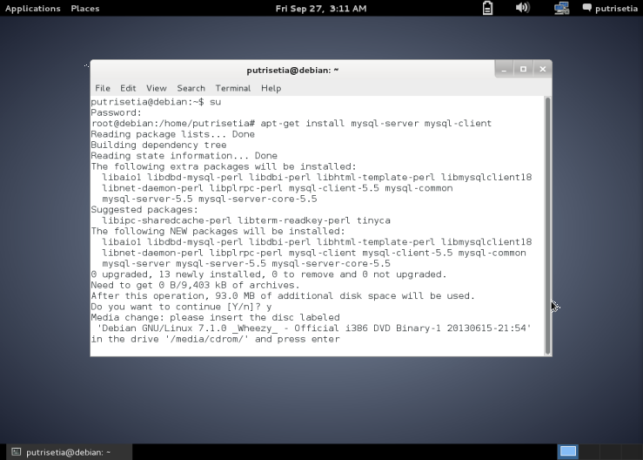 Applications Places Fri Sep 27, 3:11 AM putrisetia
putrisetia@debian: ~
File Edit View Search Terminal Help
putrisetia@debian:~$ su
Password:
root@debian:/home/putrisetia# apt-get install mysql-server mysql-client
Reading package lists... Done
Building dependency tree
Reading state information... Done
The following extra packages will be installed:
libaio1 libdbd-mysql-perl libdbi-perl libhtml-template-perl libmysqlclient18
libnet-daemon-perl libplrpc-perl mysql-client-5.5 mysql-common
mysql-server-5.5 mysql-server-core-5.5
Suggested packages:
libipc-sharedcache-perl libterm-readkey-perl tinyca
The following NEW packages will be installed:
libaio1 libdbd-mysql-perl libdbi-perl libhtml-template-perl libmysqlclient18
libnet-daemon-perl libplrpc-perl mysql-client mysql-client-5.5 mysql-common
mysql-server mysql-server-5.5 mysql-server-core-5.5
0 upgraded, 13 newly installed, 0 to remove and 0 not upgraded.
Need to get 0 B/9,403 kB of archives.
After this operation, 93.0 MB of additional disk space will be used.
Do you want to continue [Y/n]? y
Media change: please insert the disc labeled
'Debian GNU/Linux 7.1.0 _Wheezy_ - Official i386 DVD Binary-1 20130615-21:54'
in the drive '/media/cdrom/' and press enter
putrisetia@debian: ~